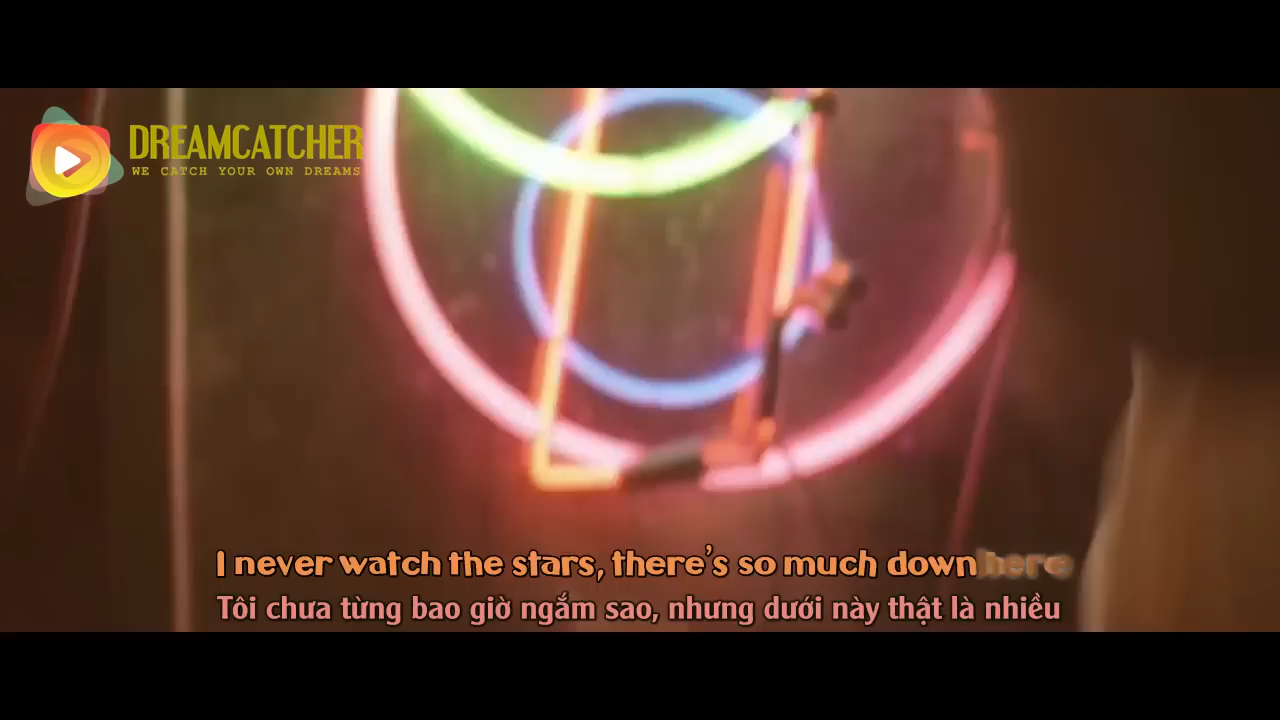 DREAMCATCHER
WE CATCH YOUR OWN DREAMS
I never watch the stars, there's so much down here
Tôi chưa từng bao giờ ngắm sao, nhưng dưới này thật là nhiều